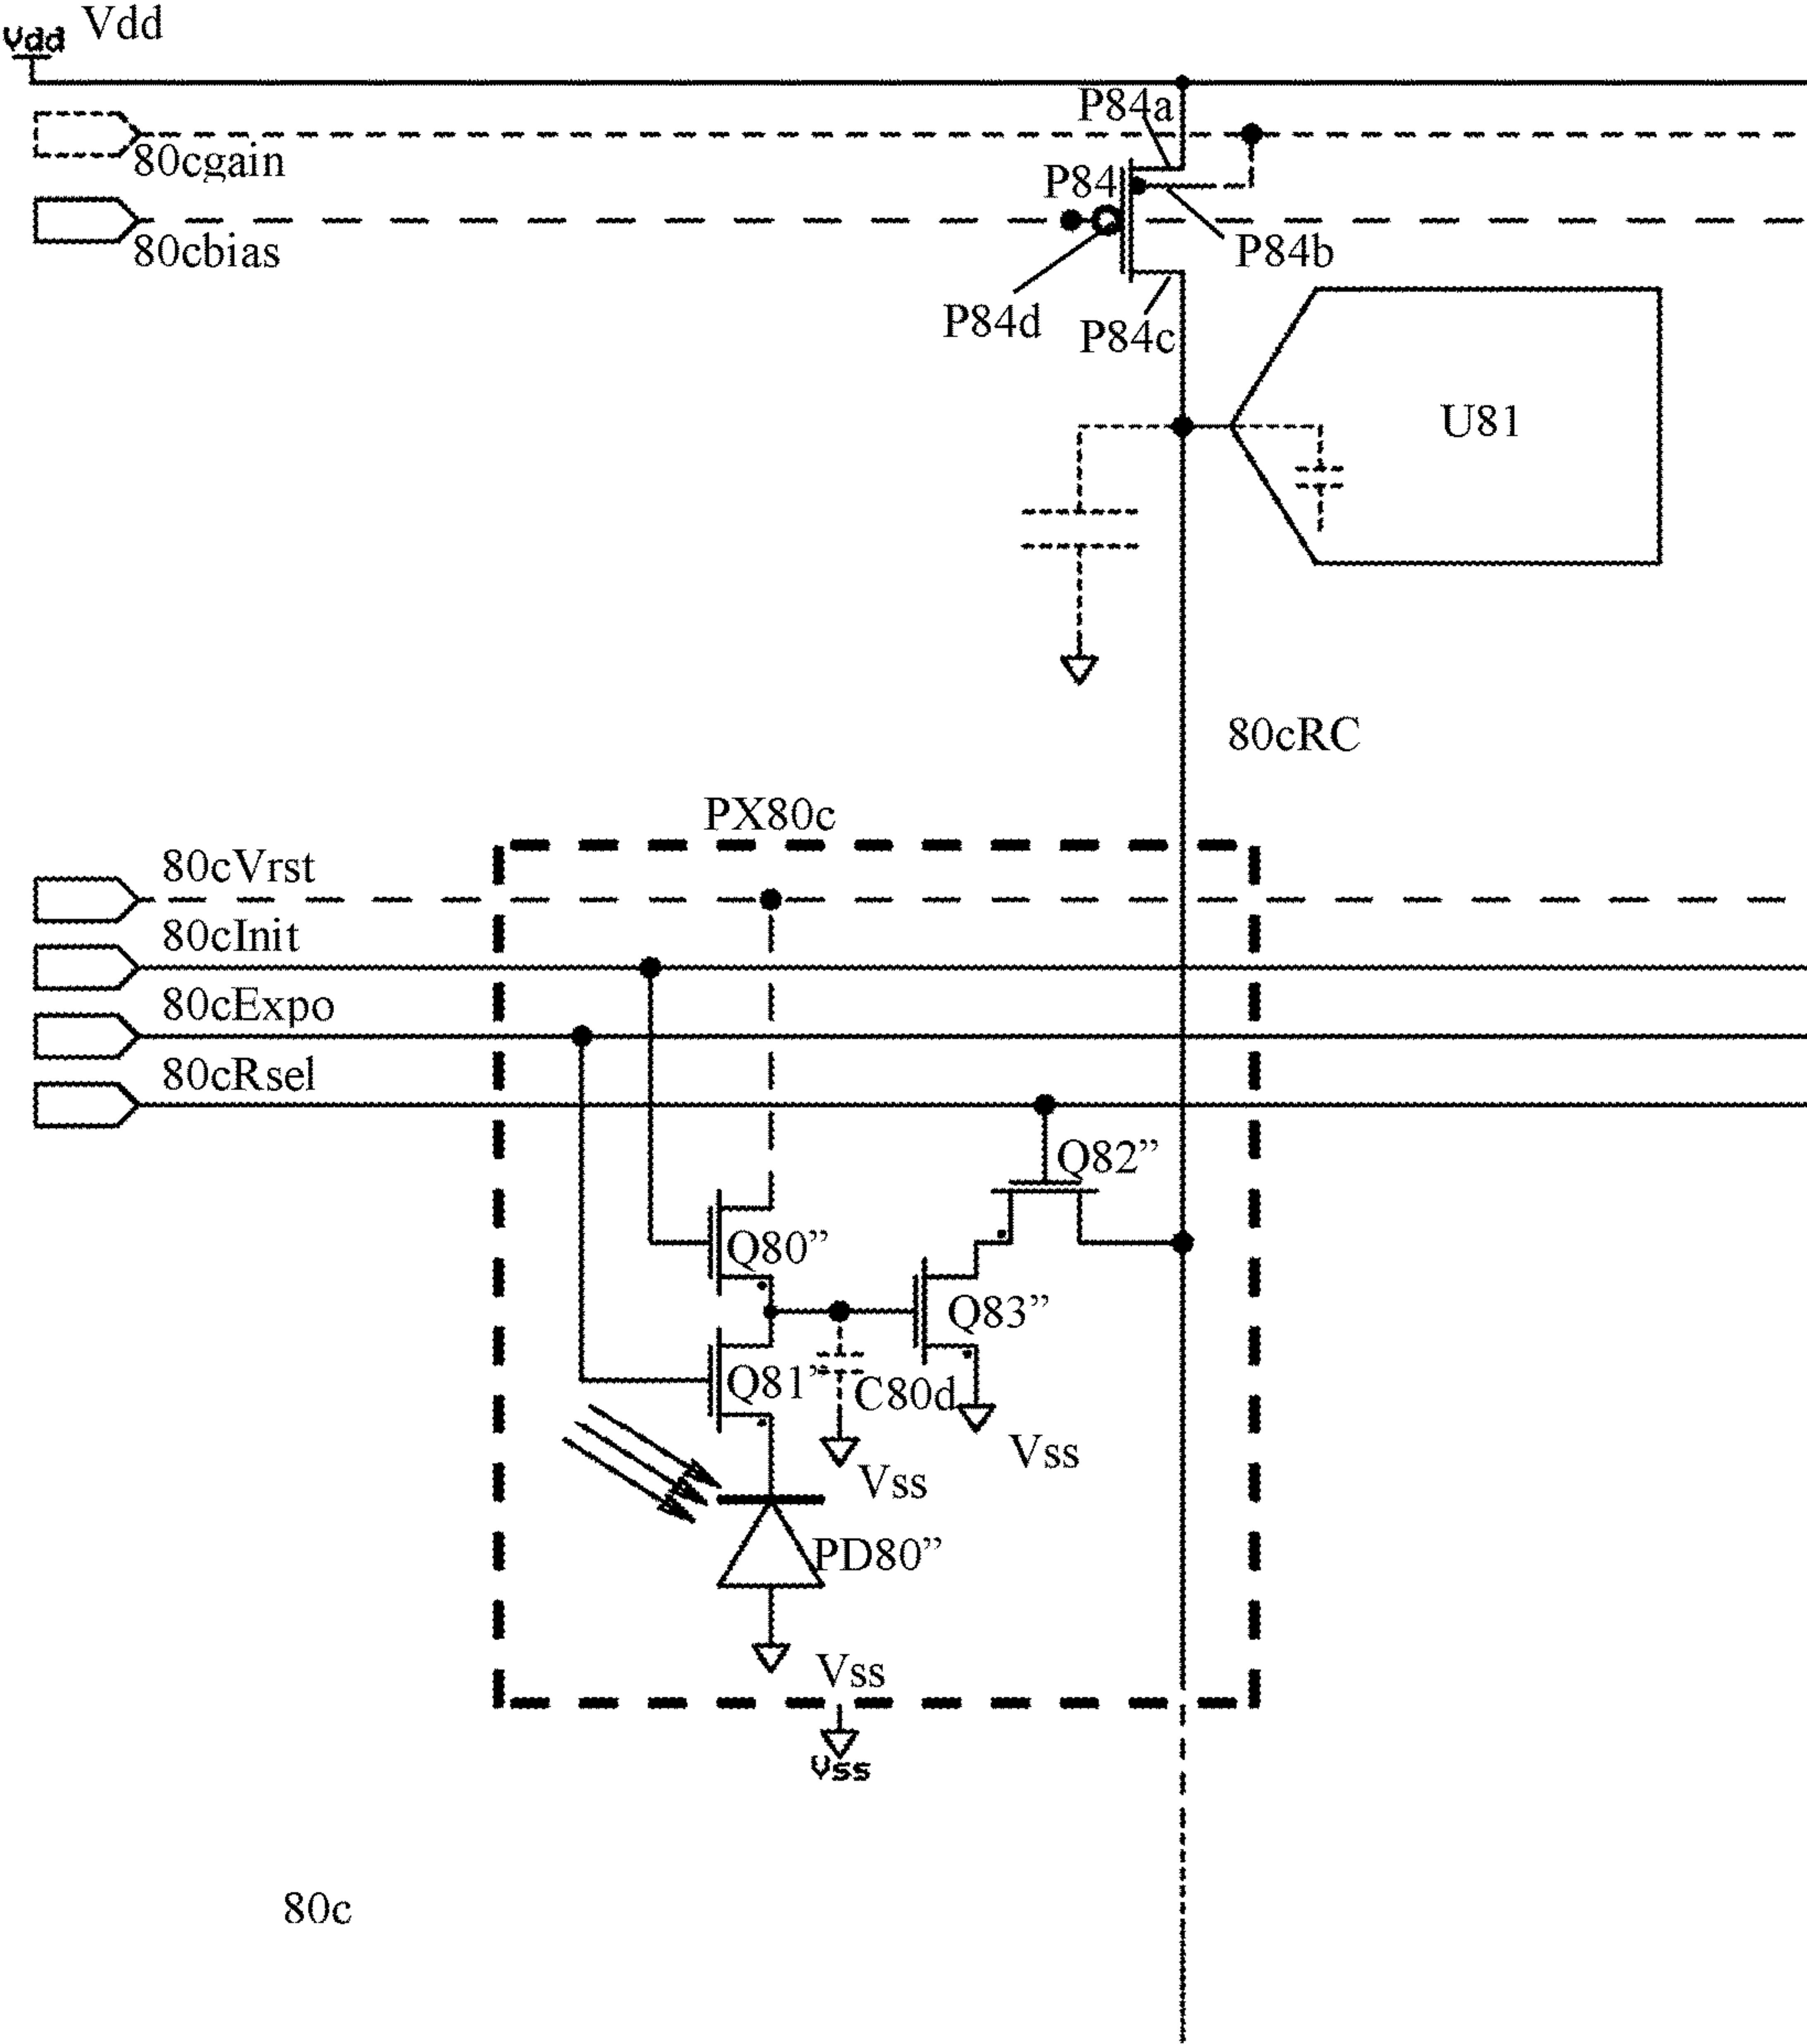 Vdd
Vdd
P84a
80cgain
P84
80cbias
P84b
P84d
P84c
U81
80cRC
PX80c
80cVrst
80cInit
80cExpo
80cRsel
Q82”
Q80”
Q83”
Q81”
C80d
Vss
Vss
PD80”
Vss
Vss
80c